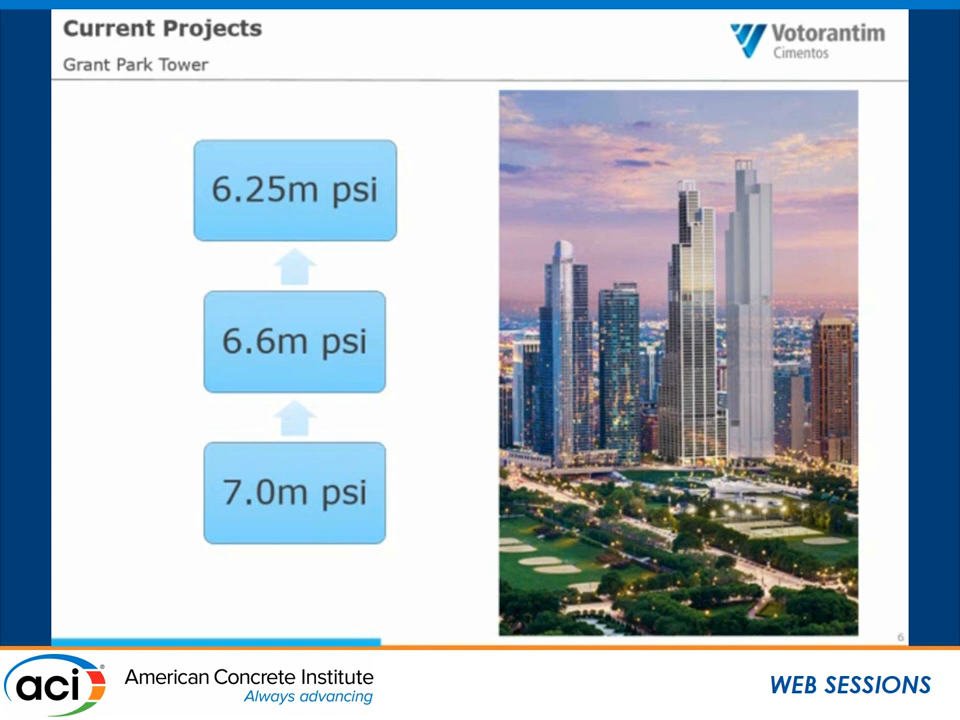 Current Projects
Grant Park Tower
Votorantim
Cimentos
6.25m psi
6.6m psi
7.0m psi
6
aci®
American Concrete Institute
Always advancing
WEB SESSIONS